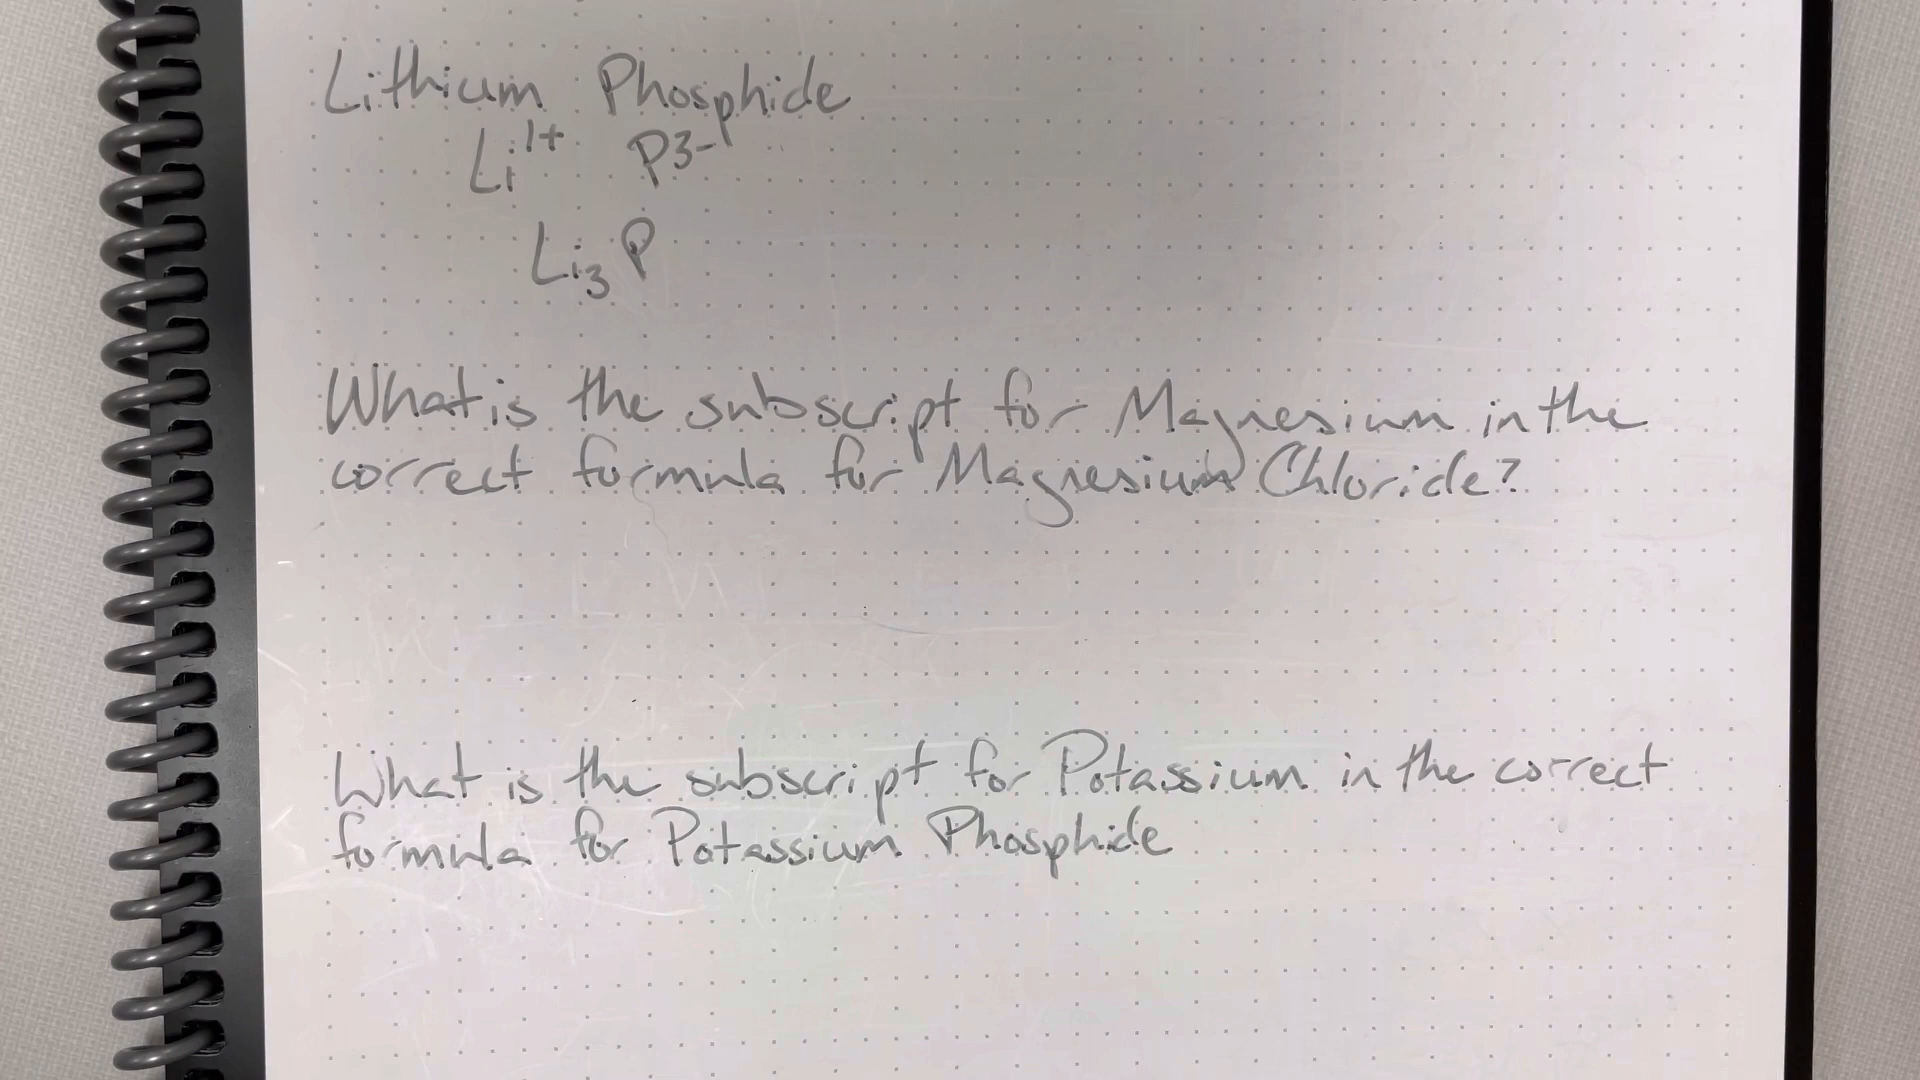 Lithium Phosphide
Li¹⁺ P3-
Li₃P
What is the subscript for Magnesium in the
correct formula for Magnesium Chloride?
What is the subscript for Potassium in the correct
formula for Potassium Phosphide